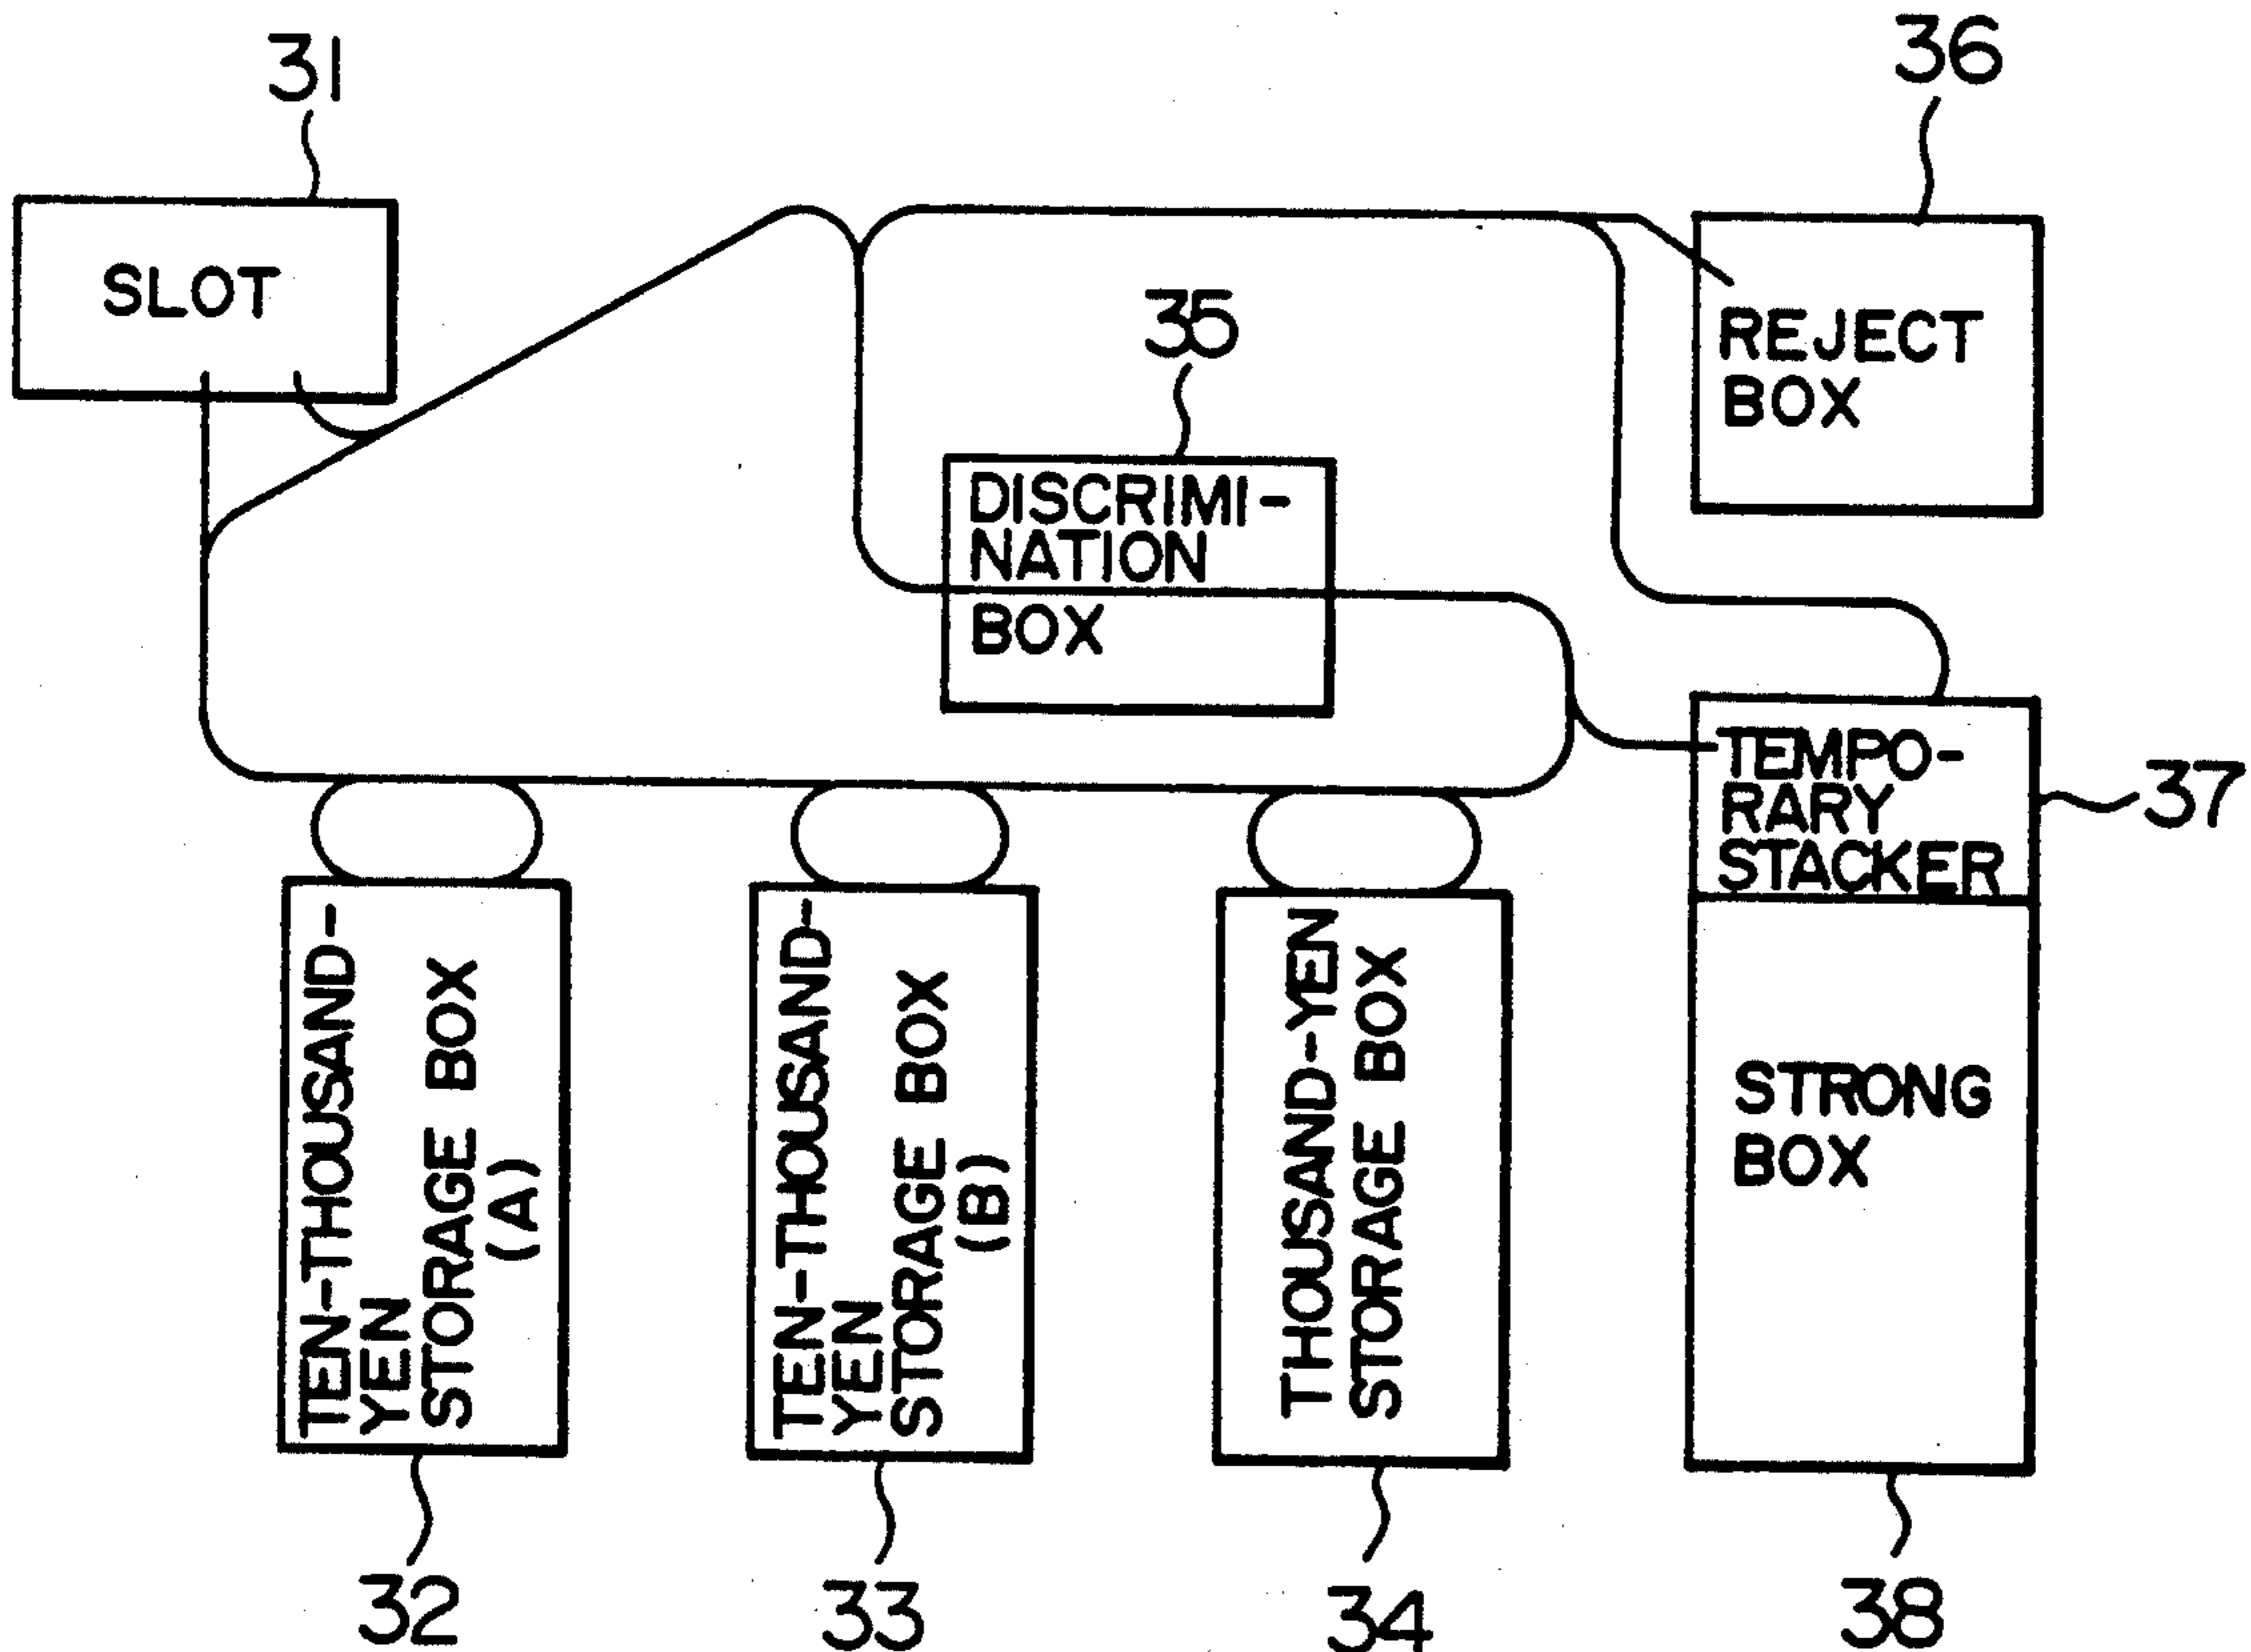 31
36
SLOT
35
REJECT
BOX
DISCRIMI-
NATION
BOX
TEMPO-
RARY
STACKER
37
TEN-THOUSAND-
YEN
STORAGE BOX
(A)
TEN-THOUSAND-
YEN
STORAGE BOX
(B)
THOUSAND-YEN
STORAGE BOX
STRONG
BOX
32
33
34
38